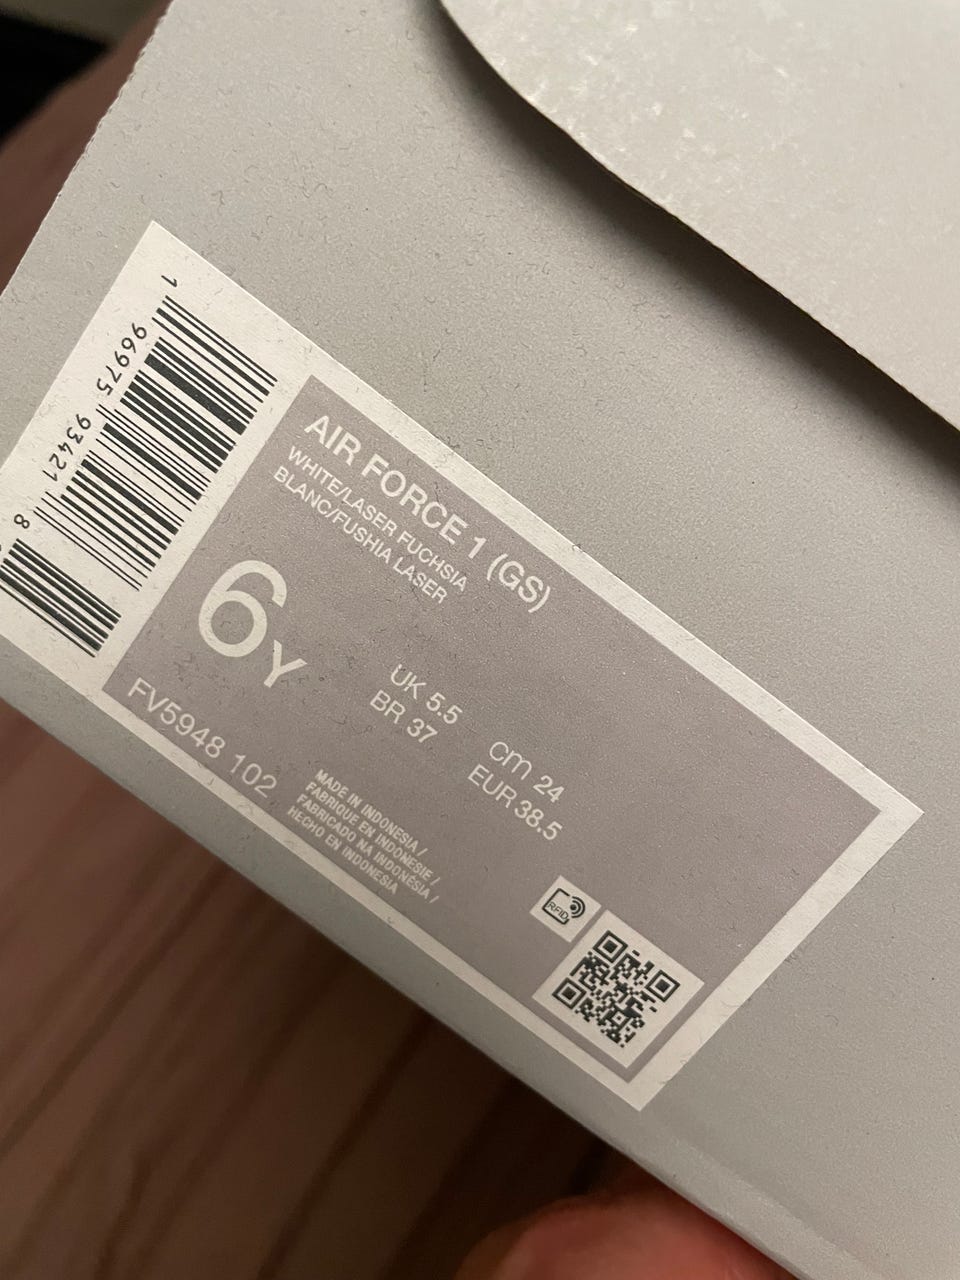 1 96975 93421 8
AIR FORCE 1 (GS)
WHITE/LASER FUCHSIA
BLANC/FUSHIA LASER
6Y
UK 5.5
BR 37
cm 24
EUR 38.5
FV5948 102
MADE IN INDONESIA /
FABRIQUE EN INDONESIE /
FABRICADO NA INDONÉSIA /
HECHO EN INDONESIA
RFID